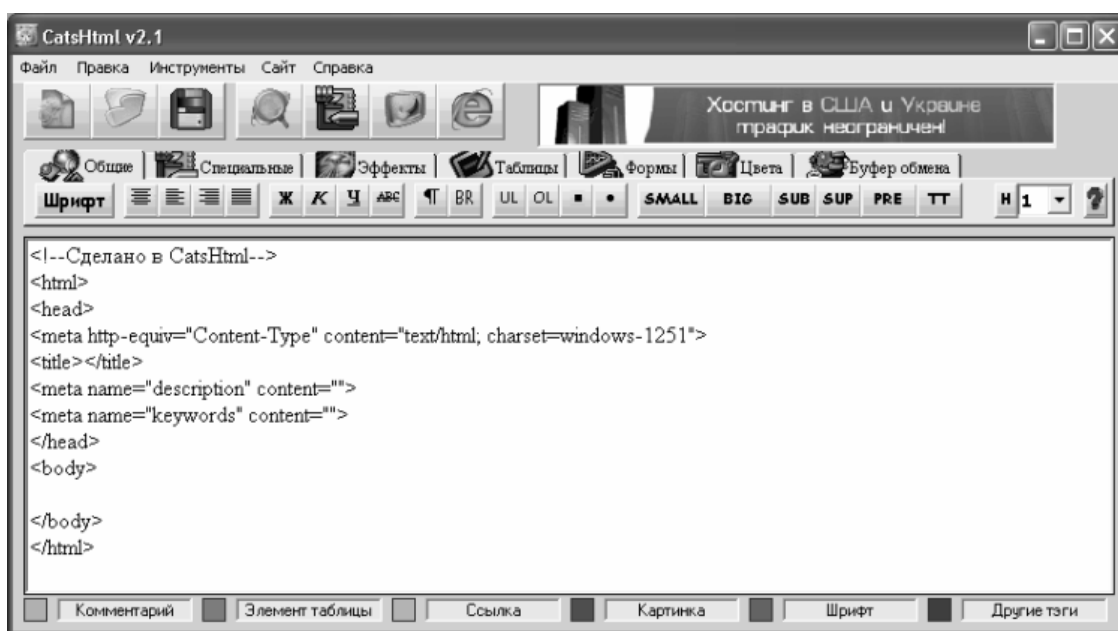 CatsHtml v2.1
Файл Правка Инструменты Сайт Справка
Хостинг в США и Украине
трафик неограничен!
Общие Специальные Эффекты Таблицы Формы Цвета Буфер обмена
Шрифт Ж К Ч ABC ¶ BR UL OL SMALL BIG SUB SUP PRE TT H 1 ?
<!--Сделано в CatsHtml-->
<html>
<head>
<meta http-equiv="Content-Type" content="text/html; charset=windows-1251">
<title></title>
<meta name="description" content="">
<meta name="keywords" content="">
</head>
<body>
</body>
</html>
Комментарий Элемент таблицы Ссылка Картинка Шрифт Другие тэги